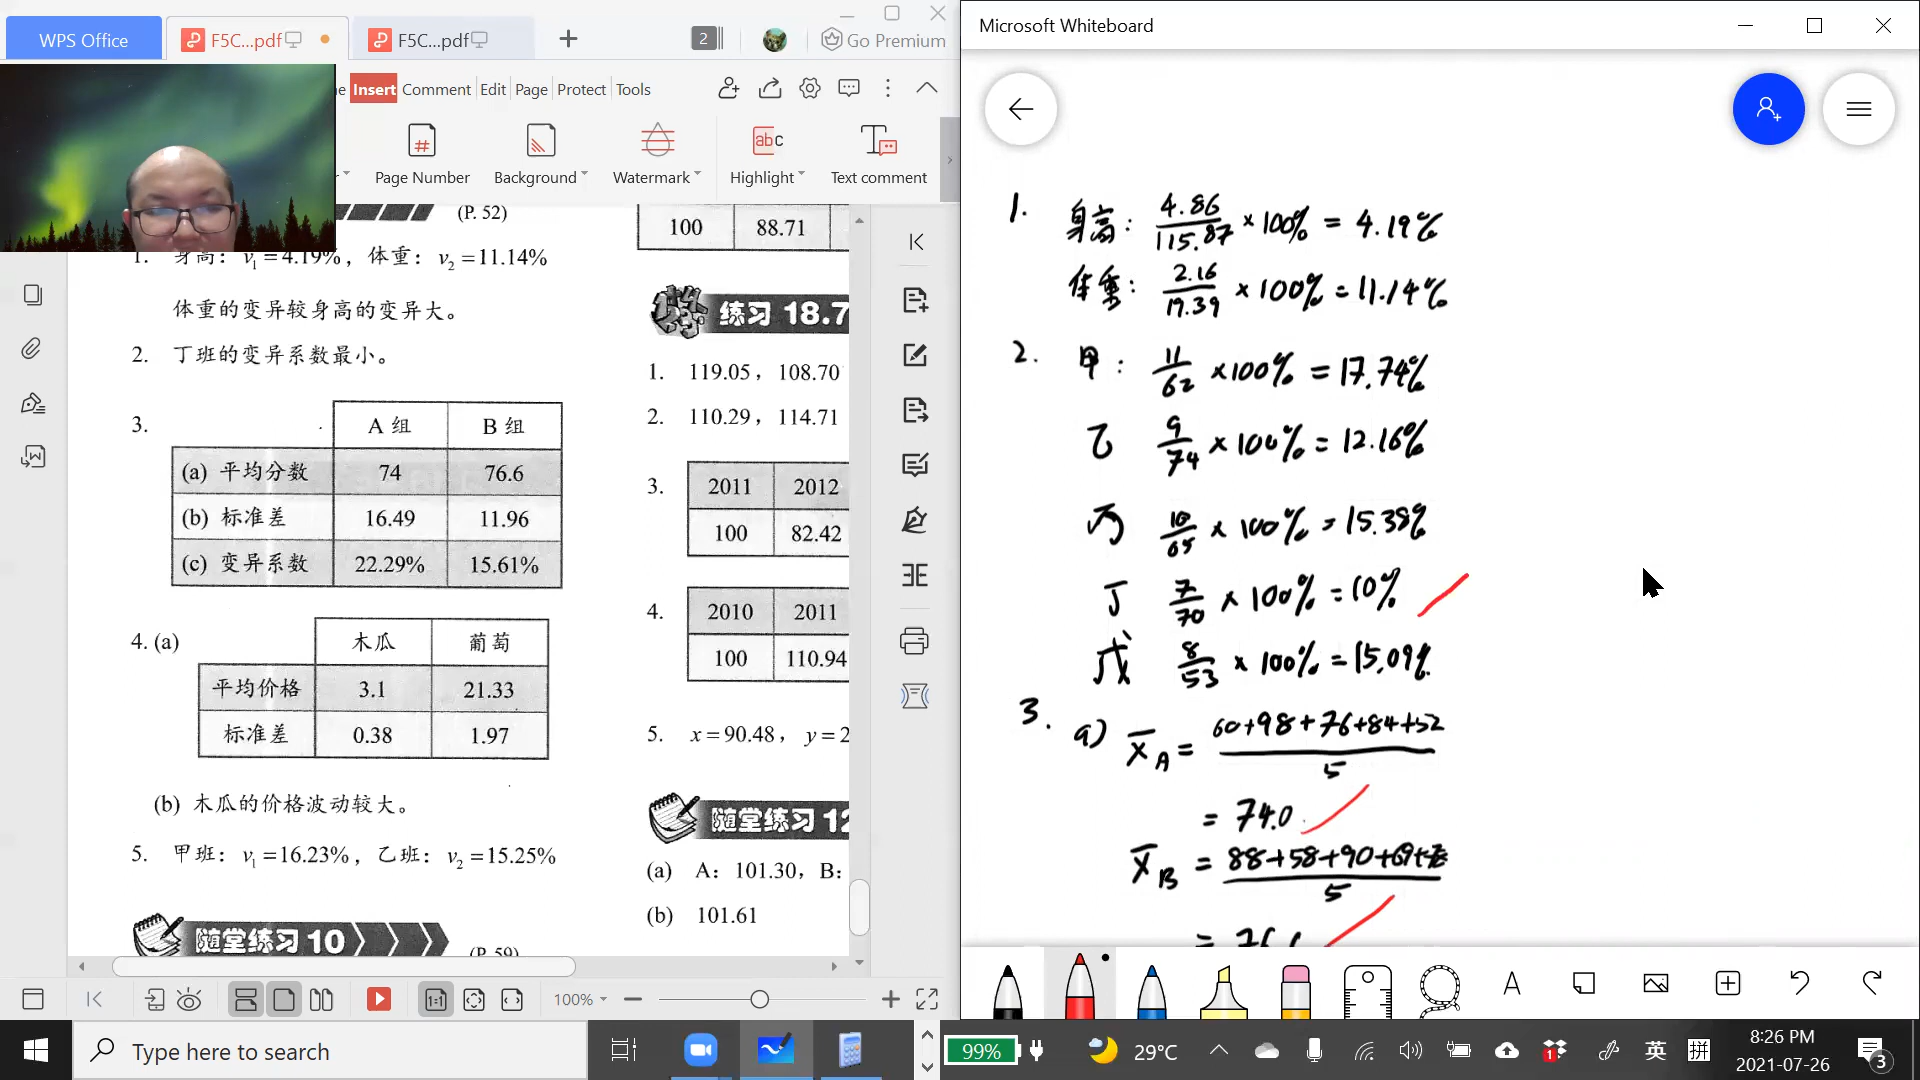 WPS Office
F5C...pdf
F5C...pdf
2
Go Premium
Insert
Comment
Edit
Page
Protect
Tools
Page Number
Background
Watermark
Highlight
Text comment
(P. 52)
1. 身高：v₁ =4.19%，体重：v₂ =11.14%
体重的变异较身高的变异大。
2. 丁班的变异系数最小。
3.
A 组 B 组
(a) 平均分数 74 76.6
(b) 标准差 16.49 11.96
(c) 变异系数 22.29% 15.61%
4. (a)
木瓜 葡萄
平均价格 3.1 21.33
标准差 0.38 1.97
(b) 木瓜的价格波动较大。
5. 甲班：v₁ =16.23%，乙班：v₂ =15.25%
随堂练习 10
(P. 59)
100 88.71
练习 18.7
1. 119.05，108.70
2. 110.29，114.71
3.
2011 2012
100 82.42
4.
2010 2011
100 110.94
5. x=90.48，y=2
随堂练习 12
(a) A：101.30，B：
(b) 101.61
100%
Microsoft Whiteboard
1. 身高: 4.86/115.87 ×100% = 4.19%
体重: 2.16/19.39 ×100% =11.14%
2. 甲: 11/62 ×100% =17.74%
乙 9/74 ×100% =12.16%
丙 10/65 ×100% =15.38%
丁 7/70 ×100% =10%
戊 8/53 ×100% =15.09%
3. a) x̄A = 60+98+76+84+52
5
= 74.0
x̄B = 88+58+90+69+
5
Type here to search
99%
29°C
英
拼
8:26 PM
2021-07-26
1
3